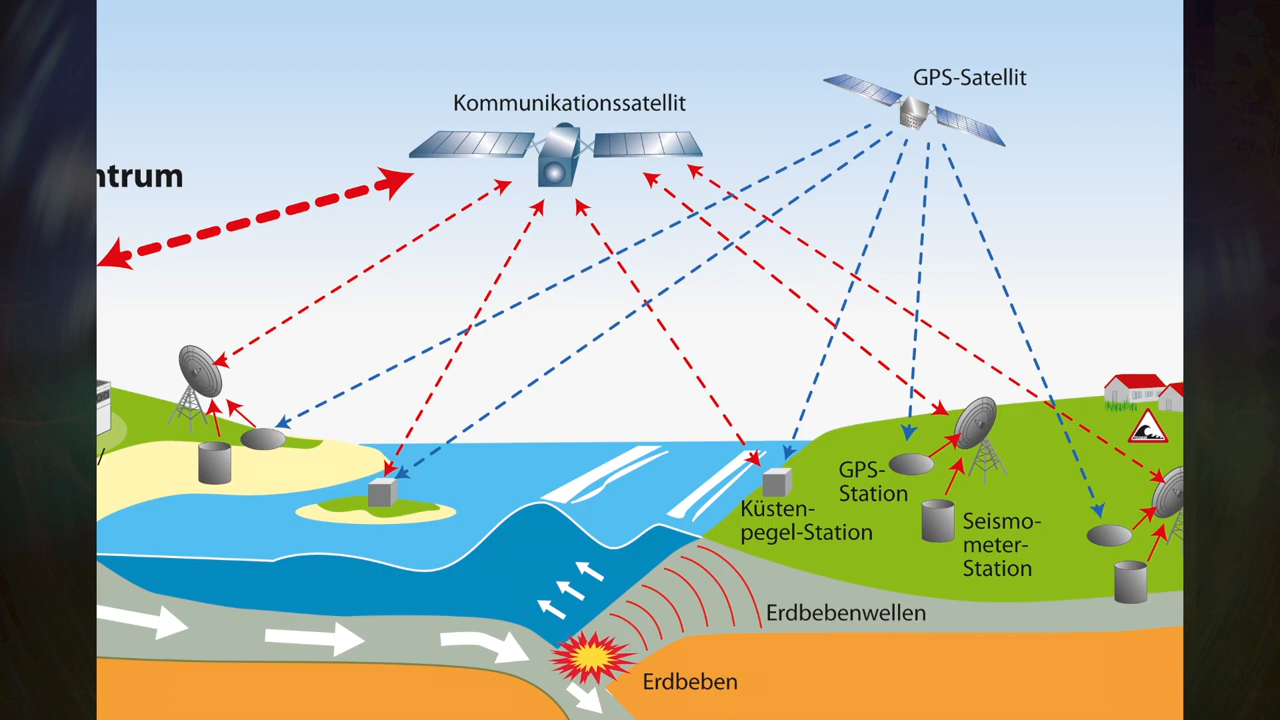 GPS-Satellit
Kommunikationssatellit
ntrum
GPS-
Station
Küsten-
pegel-Station
Seismo-
meter-
Station
Erdbebenwellen
Erdbeben